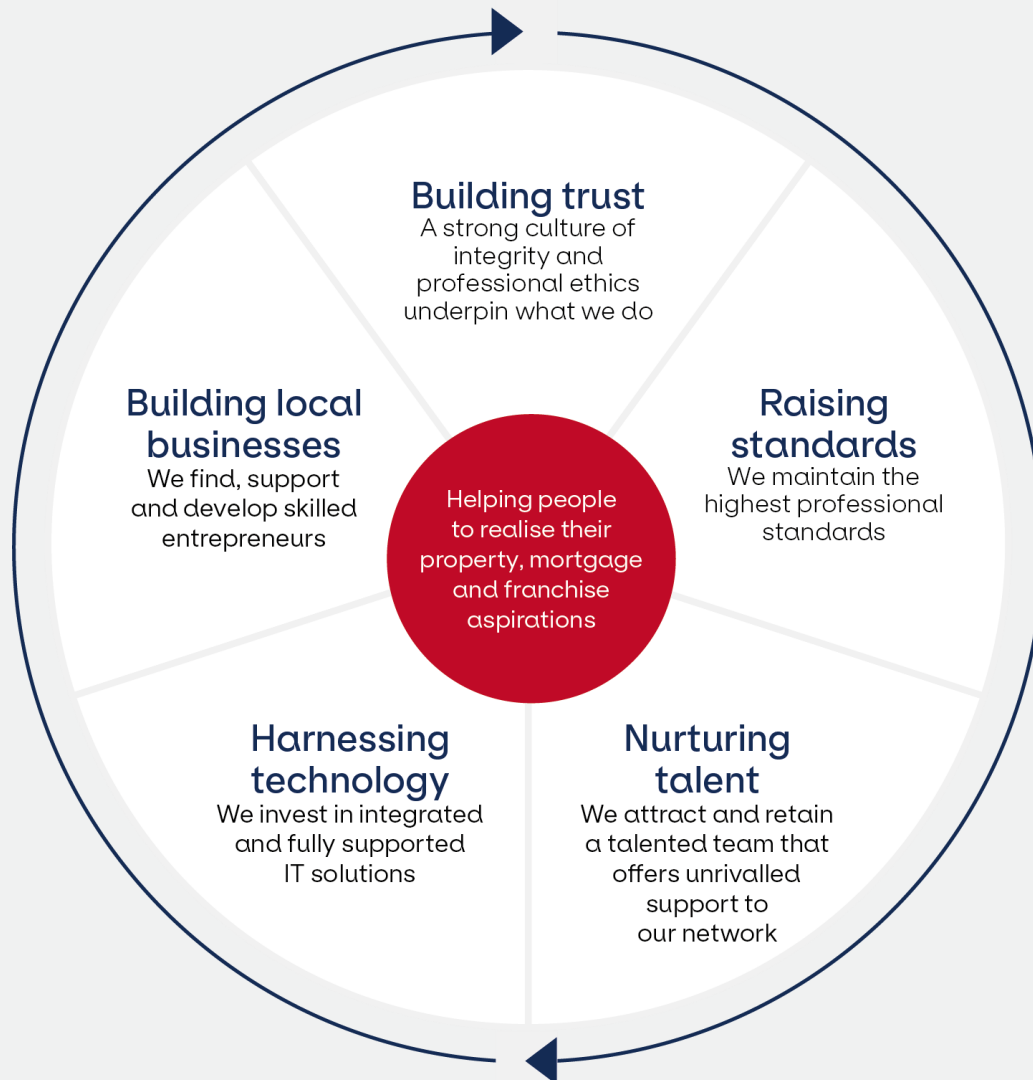 Building trust
A strong culture of
integrity and
professional ethics
underpin what we do
Raising
standards
We maintain the
highest professional
standards
Nurturing
talent
We attract and retain
a talented team that
offers unrivalled
support to
our network
Harnessing
technology
We invest in integrated
and fully supported
IT solutions
Building local
businesses
We find, support
and develop skilled
entrepreneurs
Helping people
to realise their
property, mortgage
and franchise
aspirations